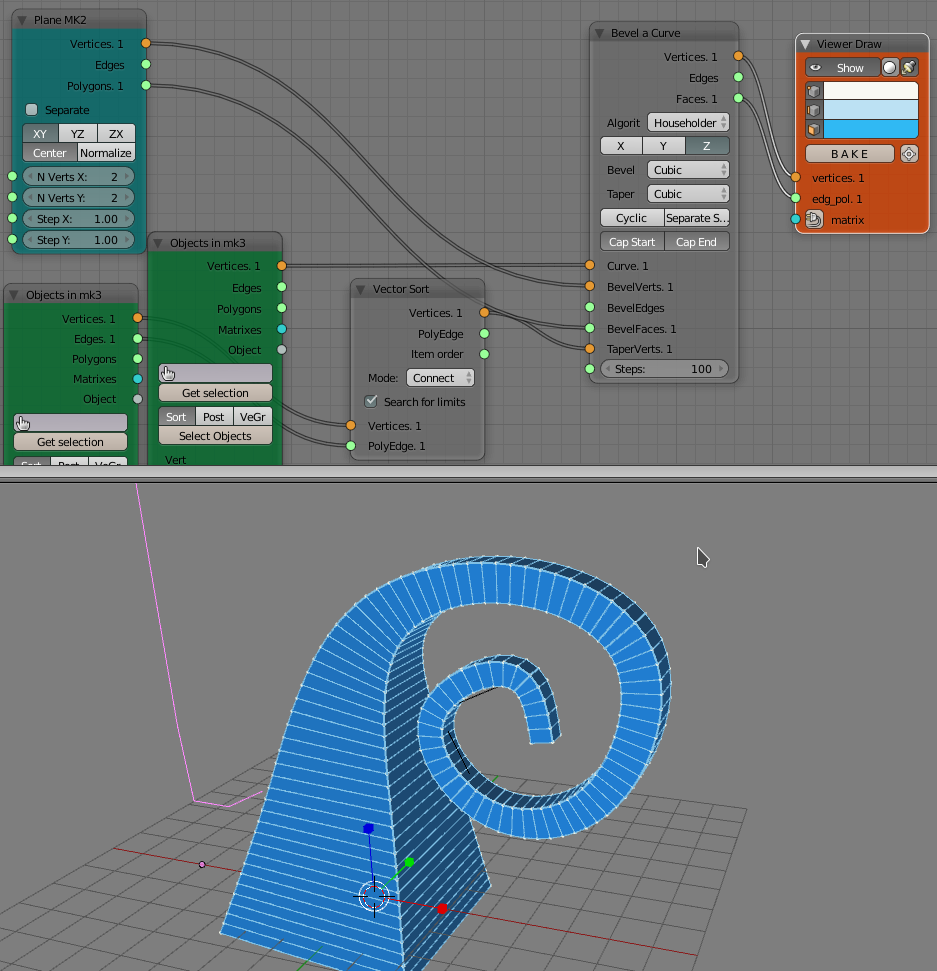 Plane MK2
Vertices. 1
Edges
Polygons. 1
Separate
XY YZ ZX
Center Normalize
N Verts X: 2
N Verts Y: 2
Step X: 1.00
Step Y: 1.00
Objects in mk3
Vertices. 1
Edges. 1
Polygons
Matrixes
Object
Get selection
Objects in mk3
Vertices. 1
Edges
Polygons
Matrixes
Object
Get selection
Sort Post VeGr
Select Objects
Vert
Vector Sort
Vertices. 1
PolyEdge
Item order
Mode: Connect
Search for limits
Vertices. 1
PolyEdge. 1
Bevel a Curve
Vertices. 1
Edges
Faces. 1
Algorit Householder
X Y Z
Bevel Cubic
Taper Cubic
Cyclic Separate S...
Cap Start Cap End
Curve. 1
BevelVerts. 1
BevelEdges
BevelFaces. 1
TaperVerts. 1
Steps: 100
Viewer Draw
Show
B A K E
vertices. 1
edg_pol. 1
matrix